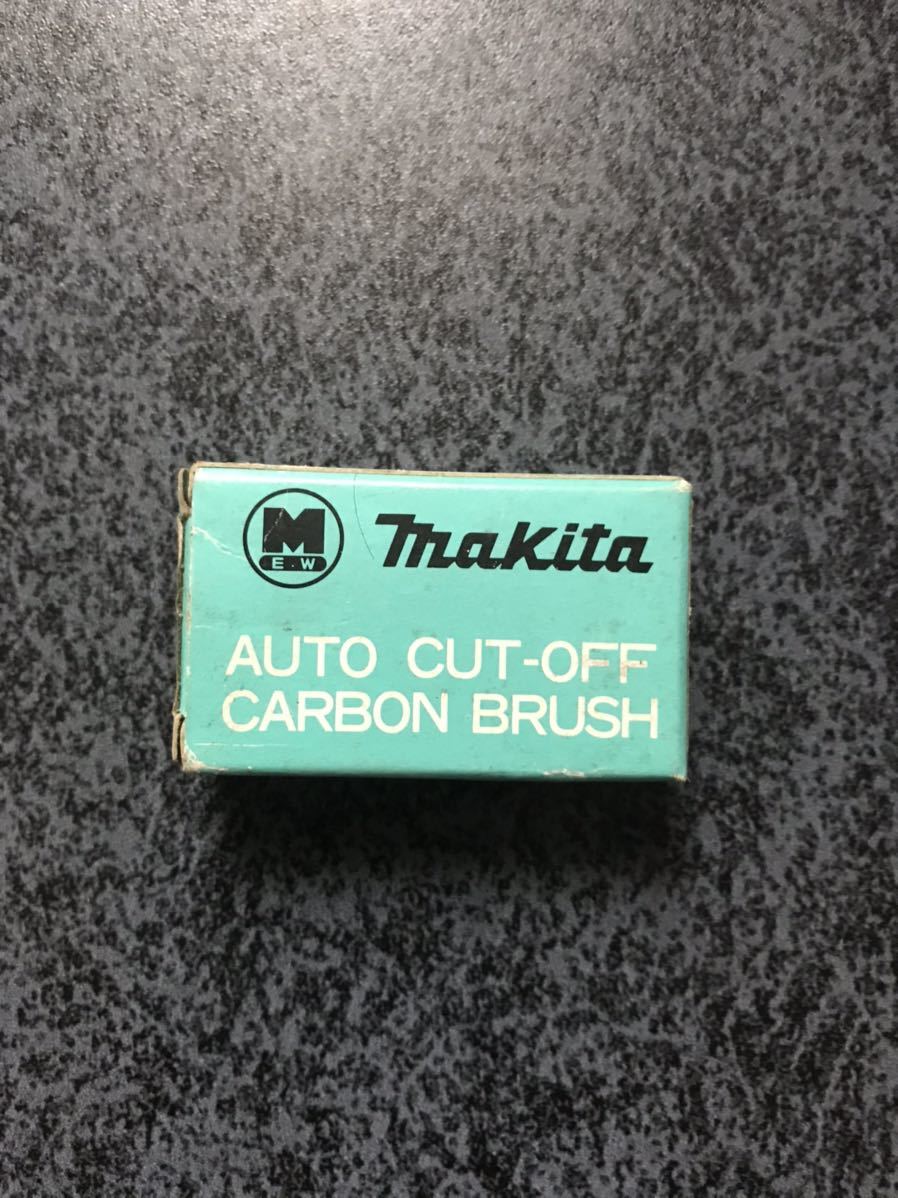 M
E.W
makita
AUTO CUT-OFF
CARBON BRUSH